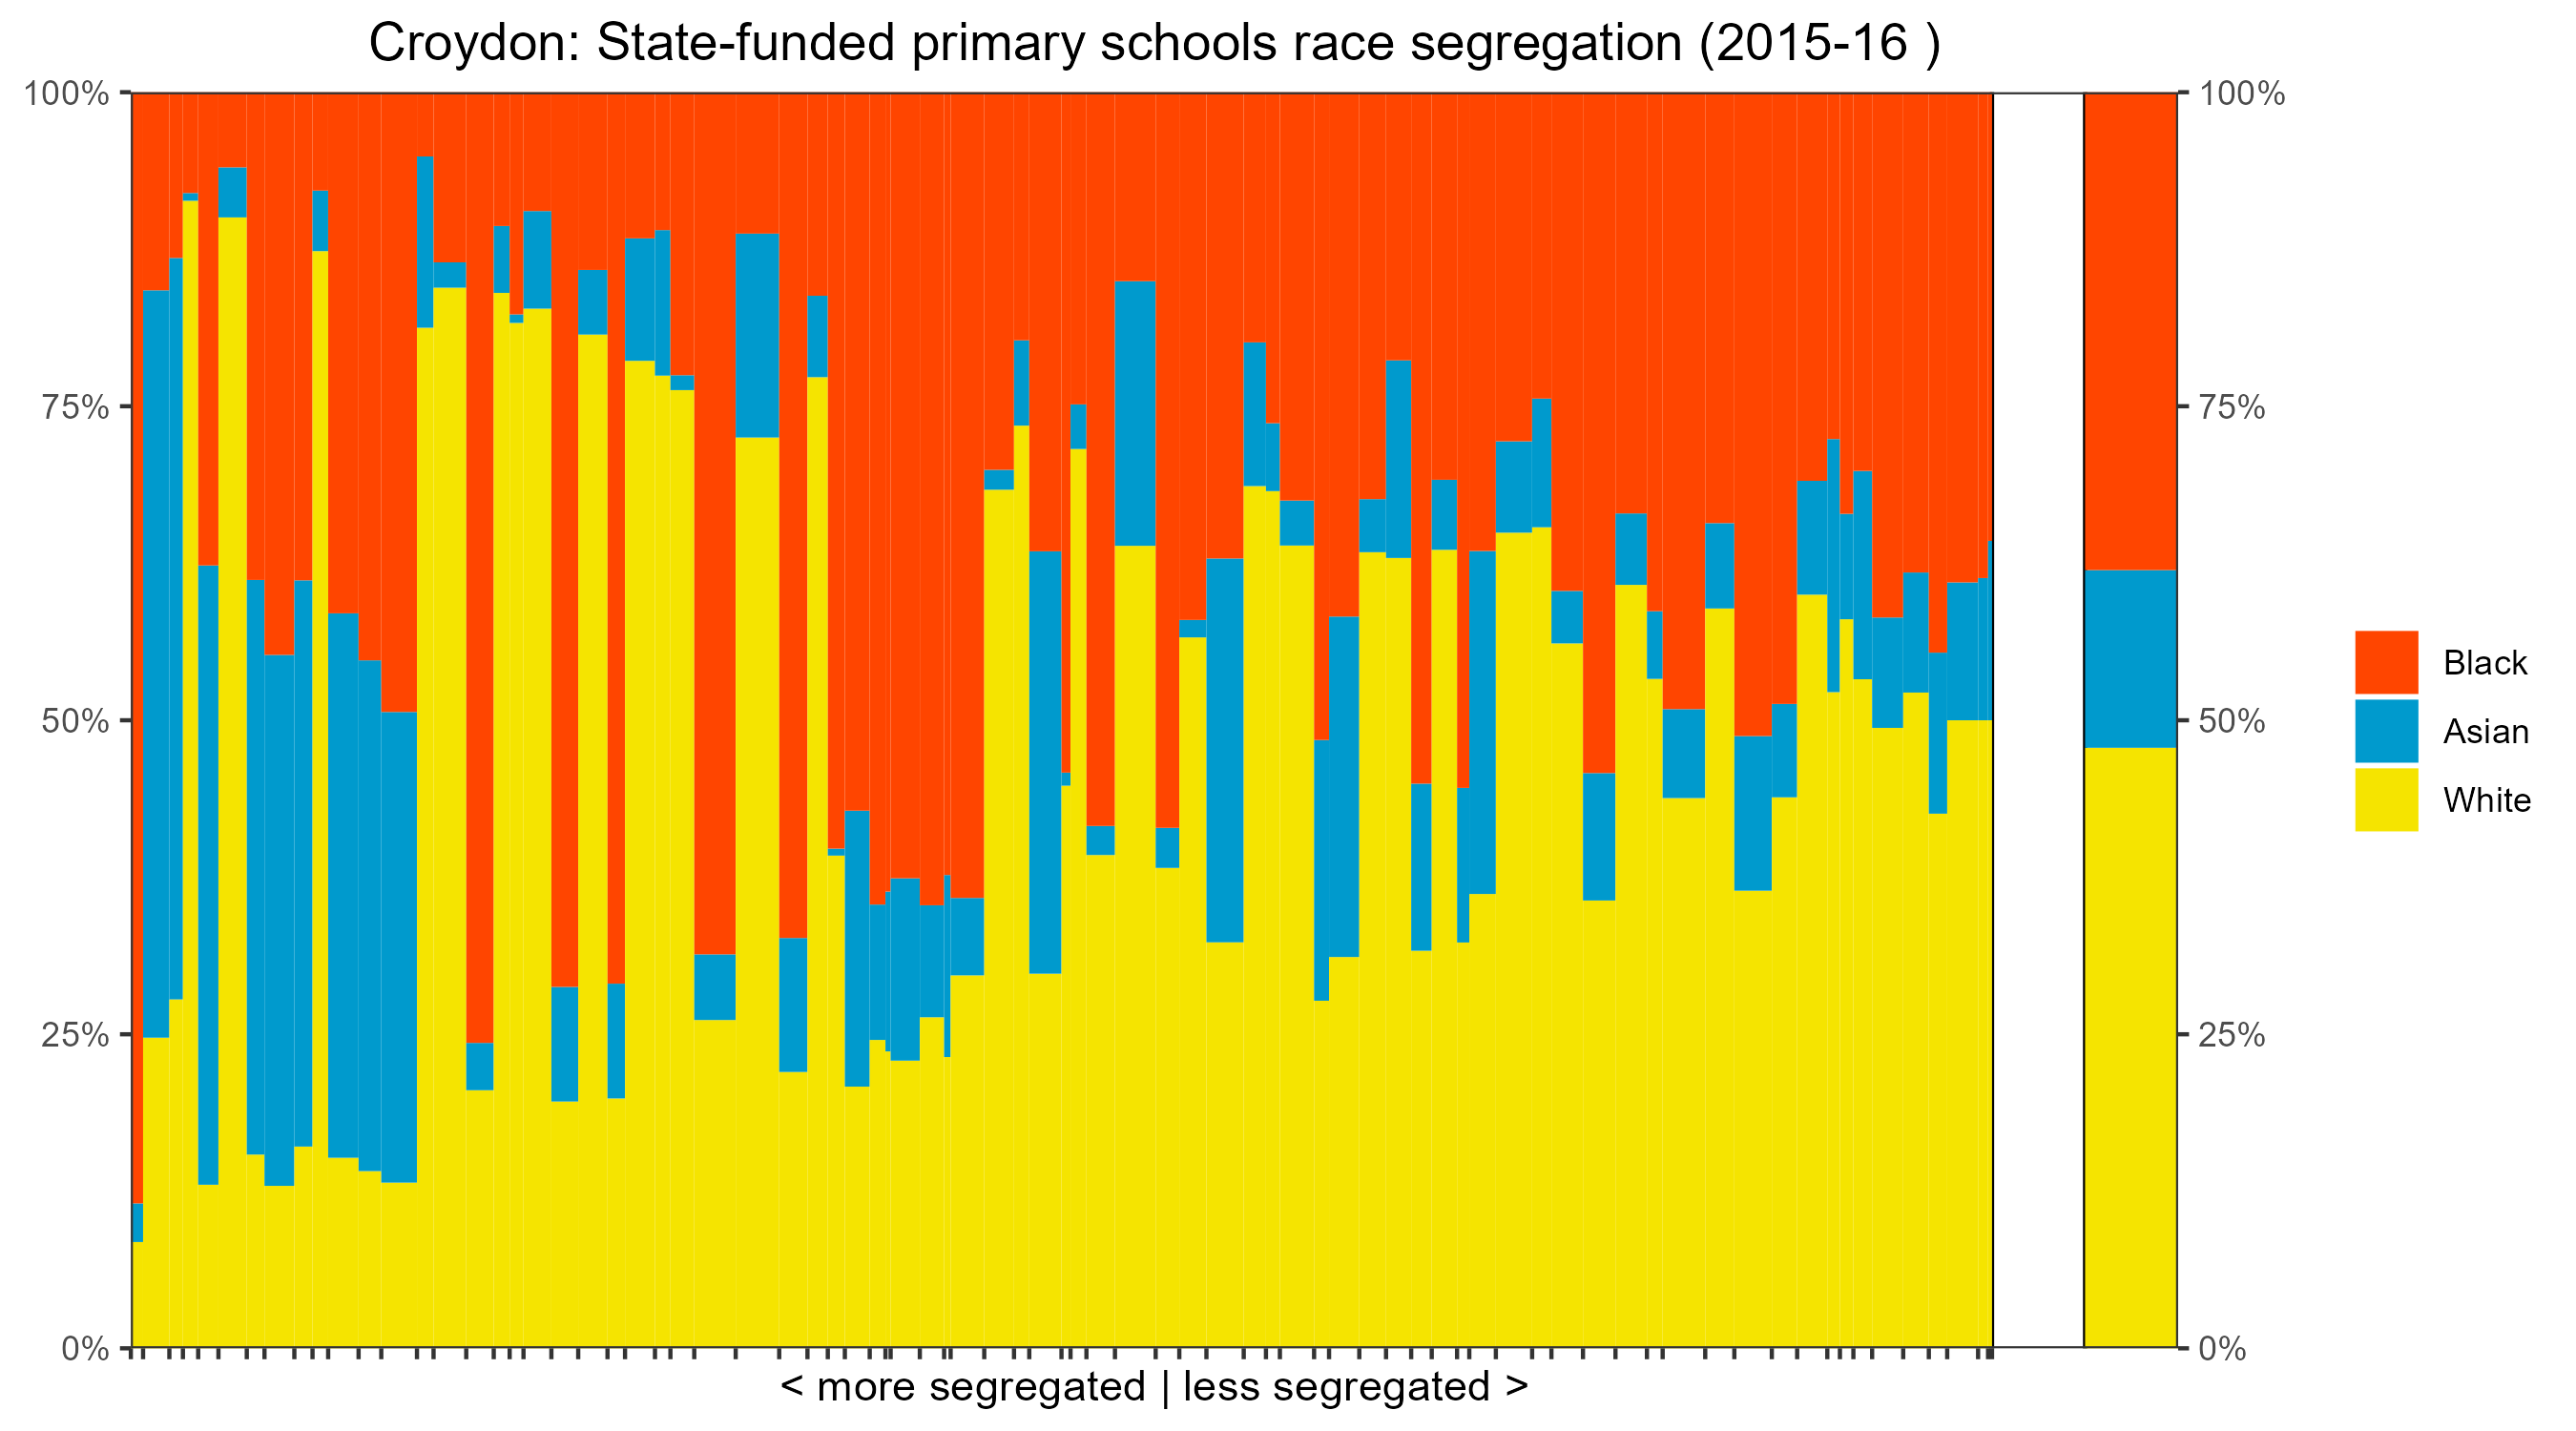 Croydon: State-funded primary schools race segregation (2015-16 )
100%
75%
50%
25%
0%
100%
75%
50%
25%
0%
Black
Asian
White
< more segregated | less segregated >